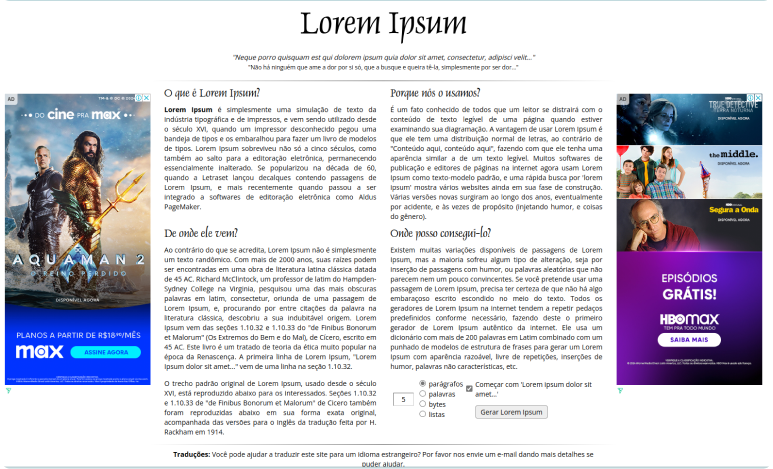 Lorem Ipsum
"Neque porro quisquam est qui dolorem ipsum quia dolor sit amet, consectetur, adipisci velit..."
"Não há ninguém que ame a dor por si só, que a busque e queira tê-la, simplesmente por ser dor..."
AD
DO cine PRA max
AQUAMAN 2
O REINO PERDIDO
DISPONÍVEL AGORA
PLANOS A PARTIR DE R$18,90/MÊS
max
ASSINE AGORA
O que é Lorem Ipsum?
Lorem Ipsum é simplesmente uma simulação de texto da
indústria tipográfica e de impressos, e vem sendo utilizado desde
o século XVI, quando um impressor desconhecido pegou uma
bandeja de tipos e os embaralhou para fazer um livro de modelos
de tipos. Lorem Ipsum sobreviveu não só a cinco séculos, como
também ao salto para a editoração eletrônica, permanecendo
essencialmente inalterado. Se popularizou na década de 60,
quando a Letraset lançou decalques contendo passagens de
Lorem Ipsum, e mais recentemente quando passou a ser
integrado a softwares de editoração eletrônica como Aldus
PageMaker.
Porque nós o usamos?
É um fato conhecido de todos que um leitor se distrairá com o
conteúdo de texto legível de uma página quando estiver
examinando sua diagramação. A vantagem de usar Lorem Ipsum é
que ele tem uma distribuição normal de letras, ao contrário de
"Conteúdo aqui, conteúdo aqui", fazendo com que ele tenha uma
aparência similar a de um texto legível. Muitos softwares de
publicação e editores de páginas na internet agora usam Lorem
Ipsum como texto-modelo padrão, e uma rápida busca por 'lorem
ipsum' mostra vários websites ainda em sua fase de construção.
Várias versões novas surgiram ao longo dos anos, eventualmente
por acidente, e às vezes de propósito (injetando humor, e coisas
do gênero).
De onde ele vem?
Ao contrário do que se acredita, Lorem Ipsum não é simplesmente
um texto randômico. Com mais de 2000 anos, suas raízes podem
ser encontradas em uma obra de literatura latina clássica datada
de 45 AC. Richard McClintock, um professor de latim do Hampden-
Sydney College na Virginia, pesquisou uma das mais obscuras
palavras em latim, consectetur, oriunda de uma passagem de
Lorem Ipsum, e, procurando por entre citações da palavra na
literatura clássica, descobriu a sua indubitável origem. Lorem
Ipsum vem das seções 1.10.32 e 1.10.33 do "de Finibus Bonorum
et Malorum" (Os Extremos do Bem e do Mal), de Cícero, escrito em
45 AC. Este livro é um tratado de teoria da ética muito popular na
época da Renascença. A primeira linha de Lorem Ipsum, "Lorem
Ipsum dolor sit amet..." vem de uma linha na seção 1.10.32.
O trecho padrão original de Lorem Ipsum, usado desde o século
XVI, está reproduzido abaixo para os interessados. Seções 1.10.32
e 1.10.33 de "de Finibus Bonorum et Malorum" de Cicero também
foram reproduzidas abaixo em sua forma exata original,
acompanhada das versões para o inglês da tradução feita por H.
Rackham em 1914.
Onde posso conseguí-lo?
Existem muitas variações disponíveis de passagens de Lorem
Ipsum, mas a maioria sofreu algum tipo de alteração, seja por
inserção de passagens com humor, ou palavras aleatórias que não
parecem nem um pouco convincentes. Se você pretende usar uma
passagem de Lorem Ipsum, precisa ter certeza de que não há algo
embaraçoso escrito escondido no meio do texto. Todos os
geradores de Lorem Ipsum na internet tendem a repetir pedaços
predefinidos conforme necessário, fazendo deste o primeiro
gerador de Lorem Ipsum autêntico da internet. Ele usa um
dicionário com mais de 200 palavras em Latim combinado com um
punhado de modelos de estrutura de frases para gerar um Lorem
Ipsum com aparência razoável, livre de repetições, inserções de
humor, palavras não características, etc.
5
parágrafos
palavras
bytes
listas
Começar com 'Lorem ipsum dolor sit
amet...'
Gerar Lorem Ipsum
AD
TRUE DETECTIVE
TERRA NOTURNA
DISPONÍVEL AGORA
the middle.
DISPONÍVEL AGORA
Segura a Onda
DISPONÍVEL AGORA
EPISÓDIOS
GRÁTIS!
HBOmax
TEM PRA TODO MUNDO
SAIBA MAIS
Traduções: Você pode ajudar a traduzir este site para um idioma estrangeiro? Por favor nos envie um e-mail dando mais detalhes se
puder ajudar.